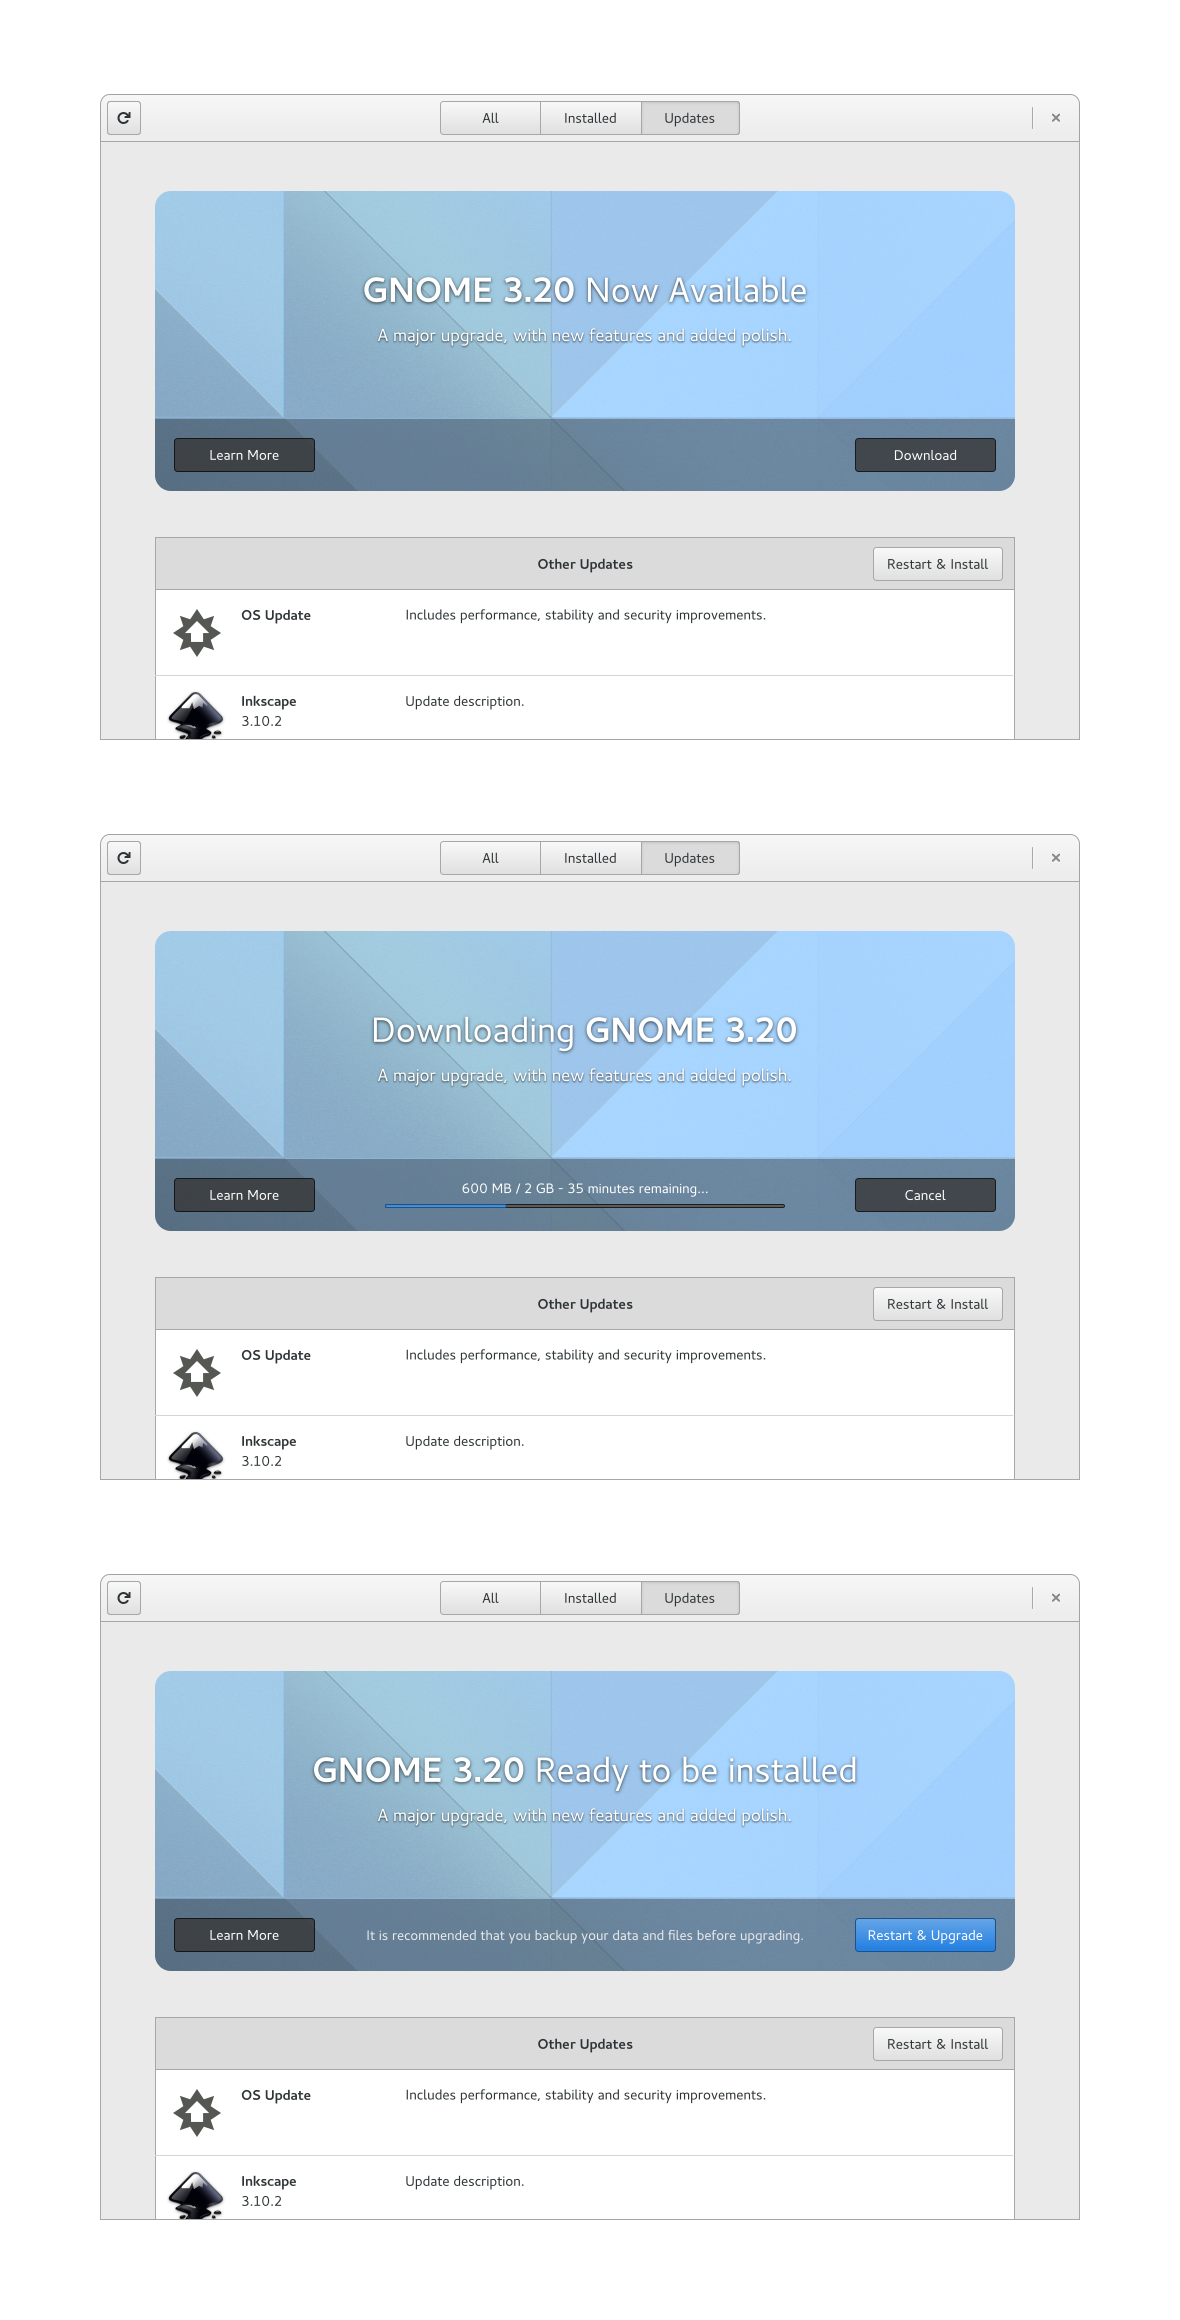 All Installed Updates
GNOME 3.20 Now Available
A major upgrade, with new features and added polish.
Learn More Download
Other Updates Restart & Install
OS Update Includes performance, stability and security improvements.
Inkscape Update description.
3.10.2
All Installed Updates
Downloading GNOME 3.20
A major upgrade, with new features and added polish.
Learn More 600 MB / 2 GB - 35 minutes remaining... Cancel
Other Updates Restart & Install
OS Update Includes performance, stability and security improvements.
Inkscape Update description.
3.10.2
All Installed Updates
GNOME 3.20 Ready to be installed
A major upgrade, with new features and added polish.
Learn More It is recommended that you backup your data and files before upgrading. Restart & Upgrade
Other Updates Restart & Install
OS Update Includes performance, stability and security improvements.
Inkscape Update description.
3.10.2